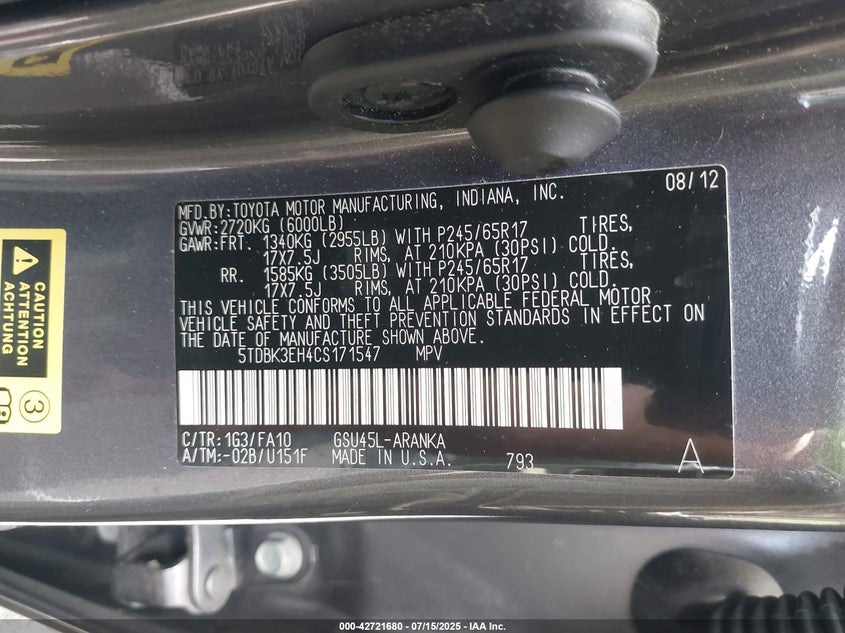 08/12
MFD.BY:TOYOTA MOTOR MANUFACTURING, INDIANA, INC.
GVWR:2720KG (6000LB)
GAWR:FRT. 1340KG (2955LB) WITH P245/65R17 TIRES,
17X7.5J RIMS, AT 210KPA (30PSI) COLD.
RR. 1585KG (3505LB) WITH P245/65R17 TIRES,
17X7.5J RIMS, AT 210KPA (30PSI) COLD.
THIS VEHICLE CONFORMS TO ALL APPLICABLE FEDERAL MOTOR
VEHICLE SAFETY AND THEFT PREVENTION STANDARDS IN EFFECT ON
THE DATE OF MANUFACTURE SHOWN ABOVE.
5TDBK3EH4CS171547 MPV
C/TR:1G3/FA10 GSU45L-ARANKA
A/TM:-02B/U151F MADE IN U.S.A. 793 A
CAUTION
ATTENTION
ACHTUNG
3
000-42721680 - 07/15/2025 - IAA Inc.